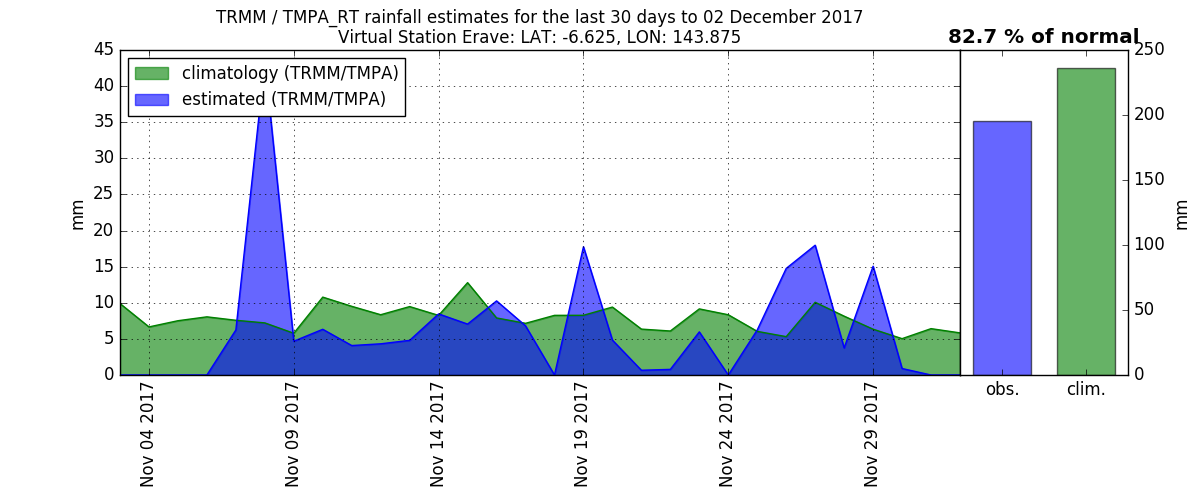 TRMM / TMPA_RT rainfall estimates for the last 30 days to 02 December 2017
Virtual Station Erave: LAT: -6.625, LON: 143.875
82.7 % of normal
climatology (TRMM/TMPA)
estimated (TRMM/TMPA)
45
40
35
30
25
20
15
10
5
0
mm
Nov 04 2017
Nov 09 2017
Nov 14 2017
Nov 19 2017
Nov 24 2017
Nov 29 2017
250
200
150
100
50
0
mm
obs.
clim.